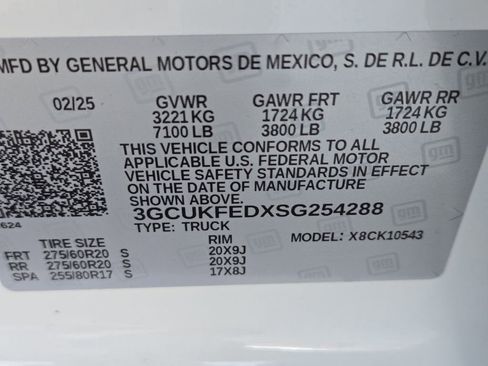 MFD BY GENERAL MOTORS DE MEXICO, S. DE R.L. DE C.V.
02/25 GVWR GAWR FRT GAWR RR
3221 KG 1724 KG 1724 KG
7100 LB 3800 LB 3800 LB
THIS VEHICLE CONFORMS TO ALL
APPLICABLE U.S. FEDERAL MOTOR
VEHICLE SAFETY STANDARDS IN EFFECT
ON THE DATE OF MANUFACTURE
SHOWN ABOVE.
3GCUKFEDXSG254288
2624
TYPE: TRUCK MODEL: X8CK10543
TIRE SIZE RIM
FRT 275/60R20 S 20X9J
RR 275/60R20 S 20X9J
SPA 255/80R17 S 17X8J
gm